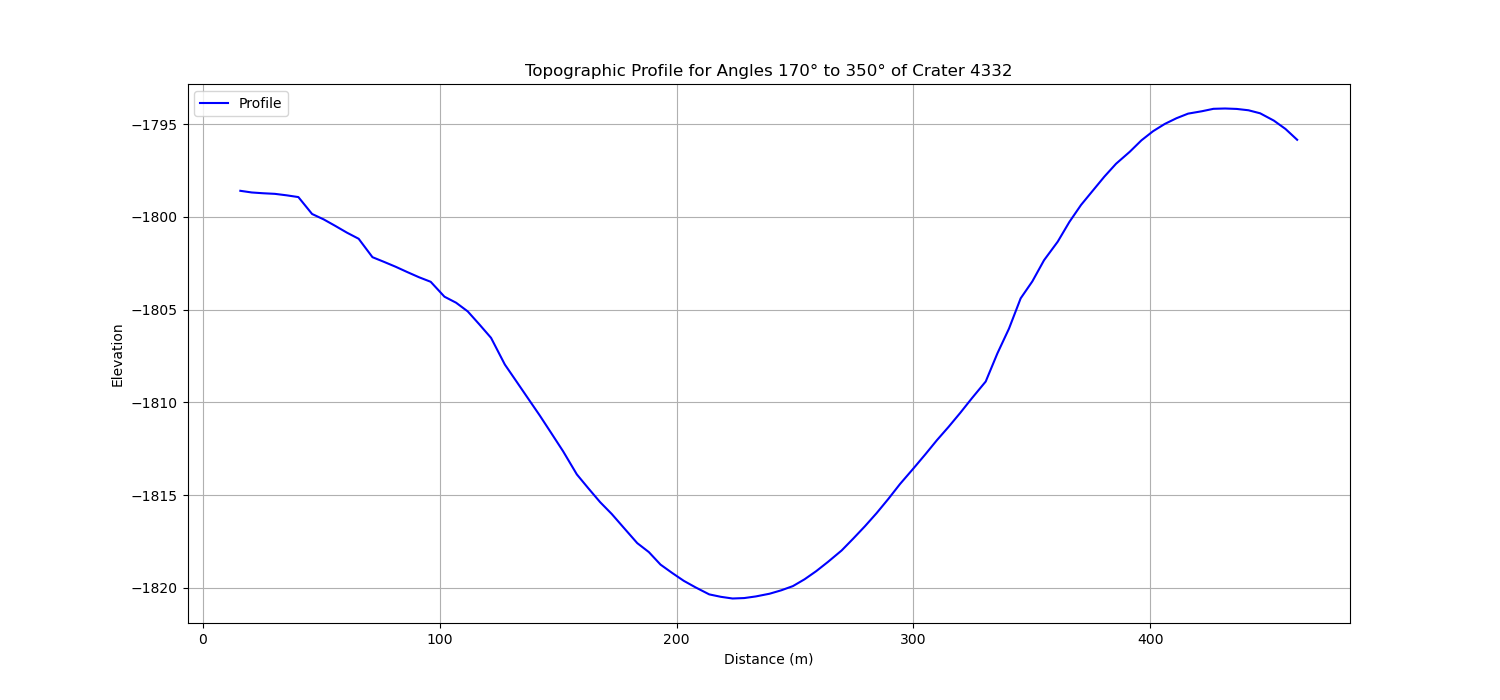 Topographic Profile for Angles 170° to 350° of Crater 4332
Profile
Elevation
−1795
−1800
−1805
−1810
−1815
−1820
0 100 200 300 400
Distance (m)